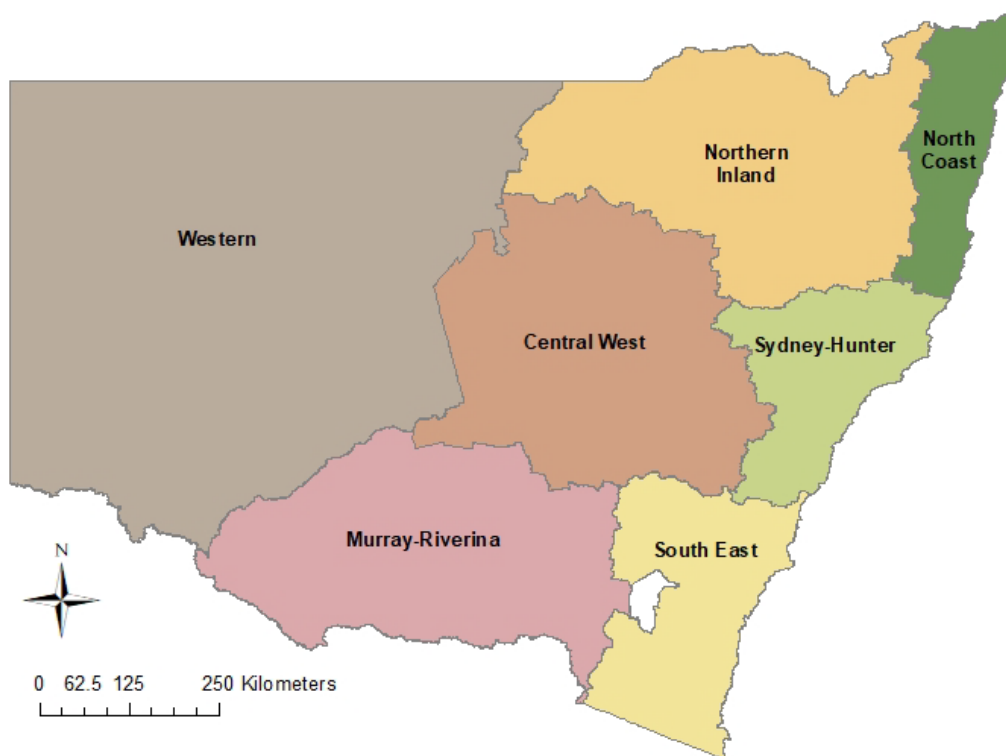 North
Coast
Northern
Inland
Western
Central West
Sydney-Hunter
Murray-Riverina
South East
N
0 62.5 125 250 Kilometers